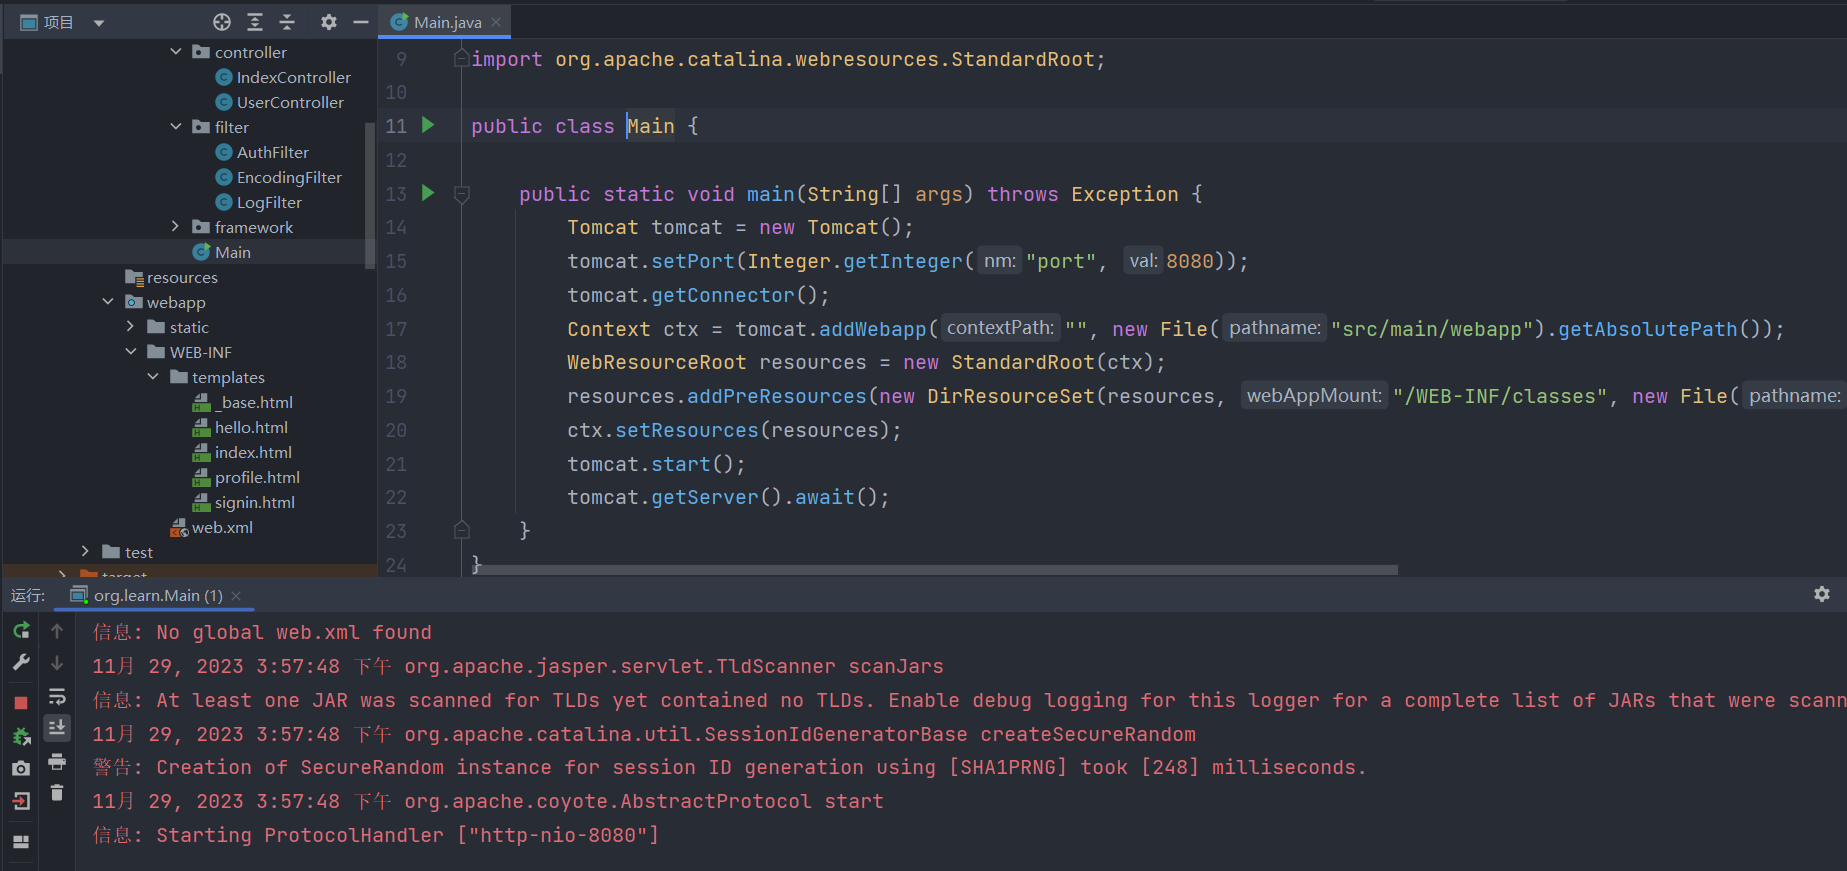 项目
Main.java
controller
IndexController
UserController
filter
AuthFilter
EncodingFilter
LogFilter
framework
Main
resources
webapp
static
WEB-INF
templates
_base.html
hello.html
index.html
profile.html
signin.html
web.xml
test
target
9 import org.apache.catalina.webresources.StandardRoot;
10
11 public class Main {
12
13 public static void main(String[] args) throws Exception {
14 Tomcat tomcat = new Tomcat();
15 tomcat.setPort(Integer.getInteger( nm: "port", val: 8080));
16 tomcat.getConnector();
17 Context ctx = tomcat.addWebapp( contextPath: "", new File( pathname: "src/main/webapp").getAbsolutePath());
18 WebResourceRoot resources = new StandardRoot(ctx);
19 resources.addPreResources(new DirResourceSet(resources, webAppMount: "/WEB-INF/classes", new File( pathname:
20 ctx.setResources(resources);
21 tomcat.start();
22 tomcat.getServer().await();
23 }
24 }
运行: org.learn.Main (1)
信息: No global web.xml found
11月 29, 2023 3:57:48 下午 org.apache.jasper.servlet.TldScanner scanJars
信息: At least one JAR was scanned for TLDs yet contained no TLDs. Enable debug logging for this logger for a complete list of JARs that were scann
11月 29, 2023 3:57:48 下午 org.apache.catalina.util.SessionIdGeneratorBase createSecureRandom
警告: Creation of SecureRandom instance for session ID generation using [SHA1PRNG] took [248] milliseconds.
11月 29, 2023 3:57:48 下午 org.apache.coyote.AbstractProtocol start
信息: Starting ProtocolHandler ["http-nio-8080"]